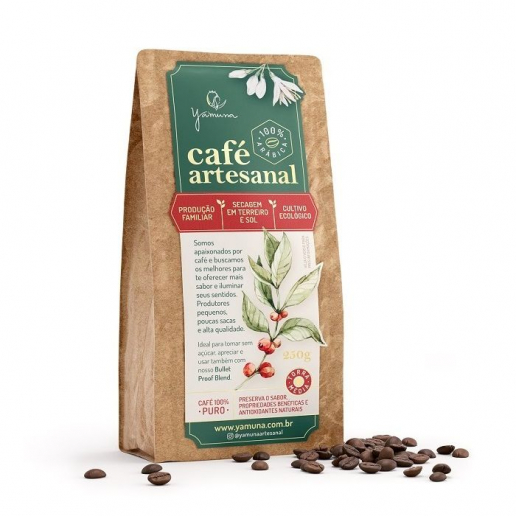 Yamuna
100%
ARÁBICA
café
artesanal
PRODUÇÃO
FAMILIAR
SECAGEM
EM TERREIRO
E SOL
CULTIVO
ECOLÓGICO
Somos
apaixonados por
café e buscamos
os melhores para
te oferecer mais
sabor e iluminar
seus sentidos.
Produtores
pequenos,
poucas sacas
e alta qualidade.
Ideal para tomar sem
açúcar, apreciar e
usar também com
nosso Bullet
Proof Blend.
250g
TORRA
MÉDIA
CAFÉ 100%
PURO
PRESERVA O SABOR,
PROPRIEDADES BENÉFICAS E
ANTIOXIDANTES NATURAIS
www.yamuna.com.br
@yamunaartesanal